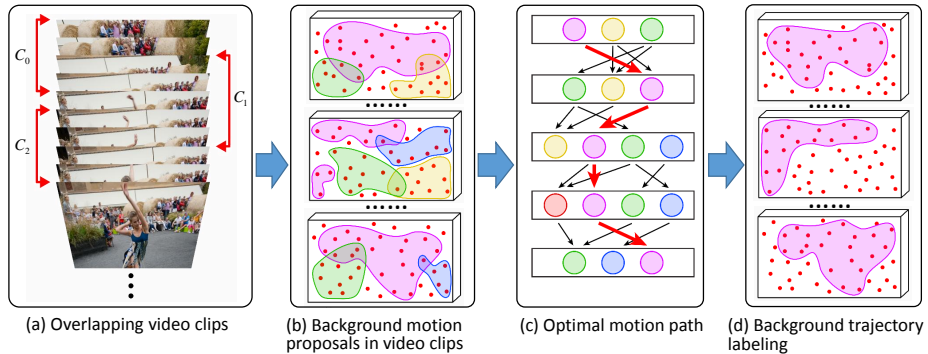 C0
C1
C2
(a) Overlapping video clips
(b) Background motion
proposals in video clips
(c) Optimal motion path
(d) Background trajectory
labeling